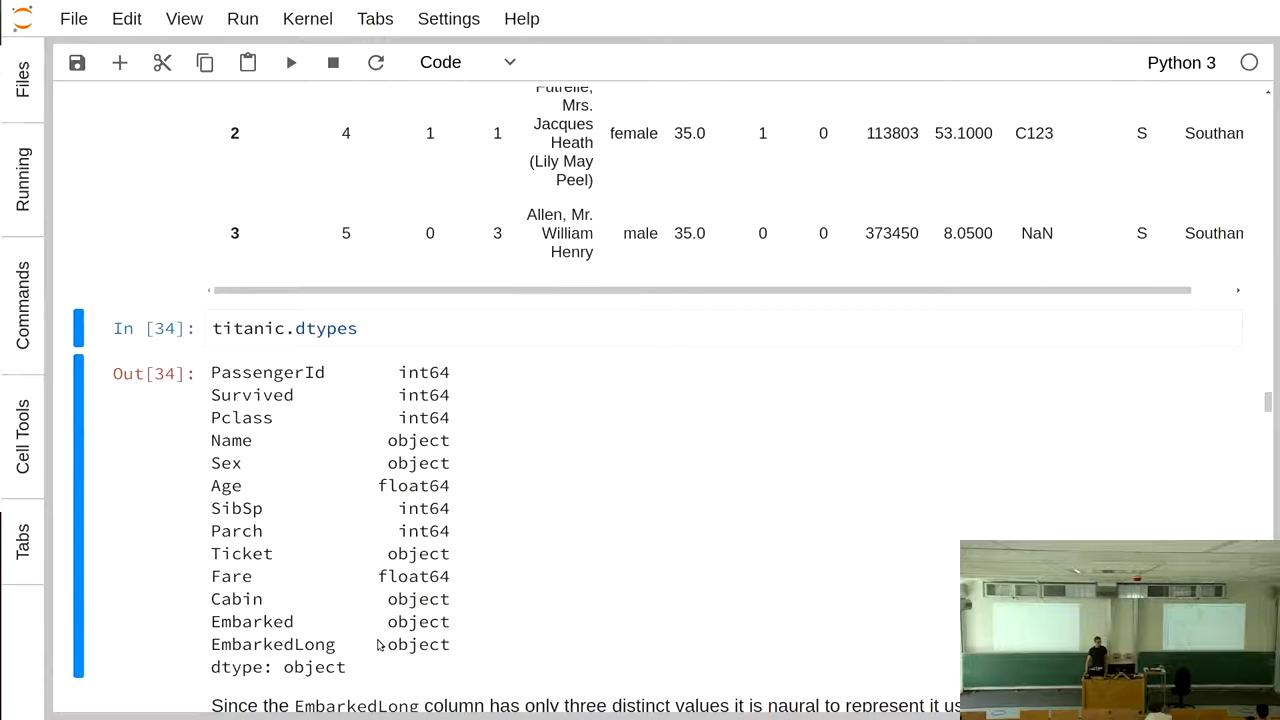 File Edit View Run Kernel Tabs Settings Help
Files
Running
Commands
Cell Tools
Tabs
Code
Python 3
Futrelle,
Mrs.
Jacques
Heath
(Lily May
Peel)
2 4 1 1 female 35.0 1 0 113803 53.1000 C123 S Southam
Allen, Mr.
William
Henry
3 5 0 3 male 35.0 0 0 373450 8.0500 NaN S Southam
In [34]: titanic.dtypes
Out[34]: PassengerId int64
Survived int64
Pclass int64
Name object
Sex object
Age float64
SibSp int64
Parch int64
Ticket object
Fare float64
Cabin object
Embarked object
EmbarkedLong object
dtype: object
Since the EmbarkedLong column has only three distinct values it is naural to represent it us